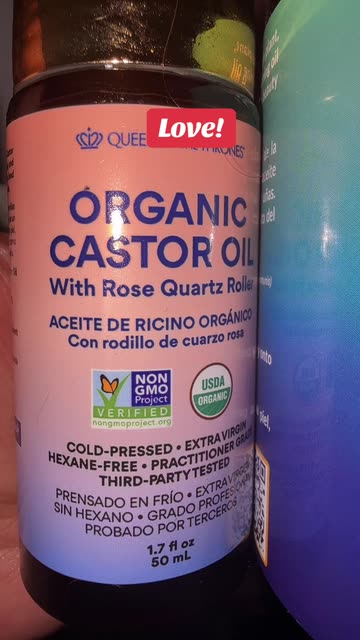 QUEE
Love!
THRONES
ORGANIC
CASTOR OIL
With Rose Quartz Roller
ACEITE DE RICINO ORGÁNICO
Con rodillo de cuarzo rosa
NON
GMO
Project
VERIFIED
nongmoproject.org
USDA
ORGANIC
COLD-PRESSED • EXTRA VIRGIN
HEXANE-FREE • PRACTITIONER GRADE
THIRD-PARTY TESTED
PRENSADO EN FRÍO • EXTRA VIRGEN
SIN HEXANO • GRADO PROFESIONAL
PROBADO POR TERCEROS
1.7 fl oz
50 mL